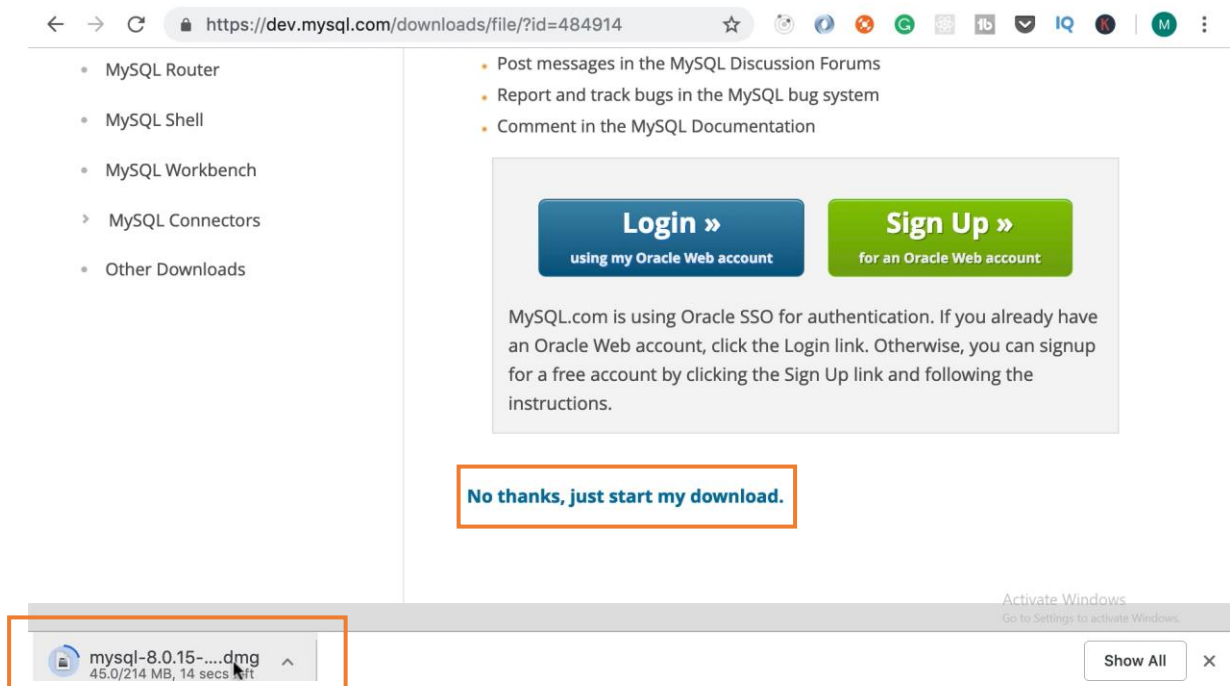 https://dev.mysql.com/downloads/file/?id=484914
16
IQ
K
M
MySQL Router
MySQL Shell
MySQL Workbench
MySQL Connectors
Other Downloads
Post messages in the MySQL Discussion Forums
Report and track bugs in the MySQL bug system
Comment in the MySQL Documentation
Login »
using my Oracle Web account
Sign Up »
for an Oracle Web account
MySQL.com is using Oracle SSO for authentication. If you already have
an Oracle Web account, click the Login link. Otherwise, you can signup
for a free account by clicking the Sign Up link and following the
instructions.
No thanks, just start my download.
Activate Windows
Go to Settings to activate Windows.
mysql-8.0.15-....dmg
45.0/214 MB, 14 secs left
Show All